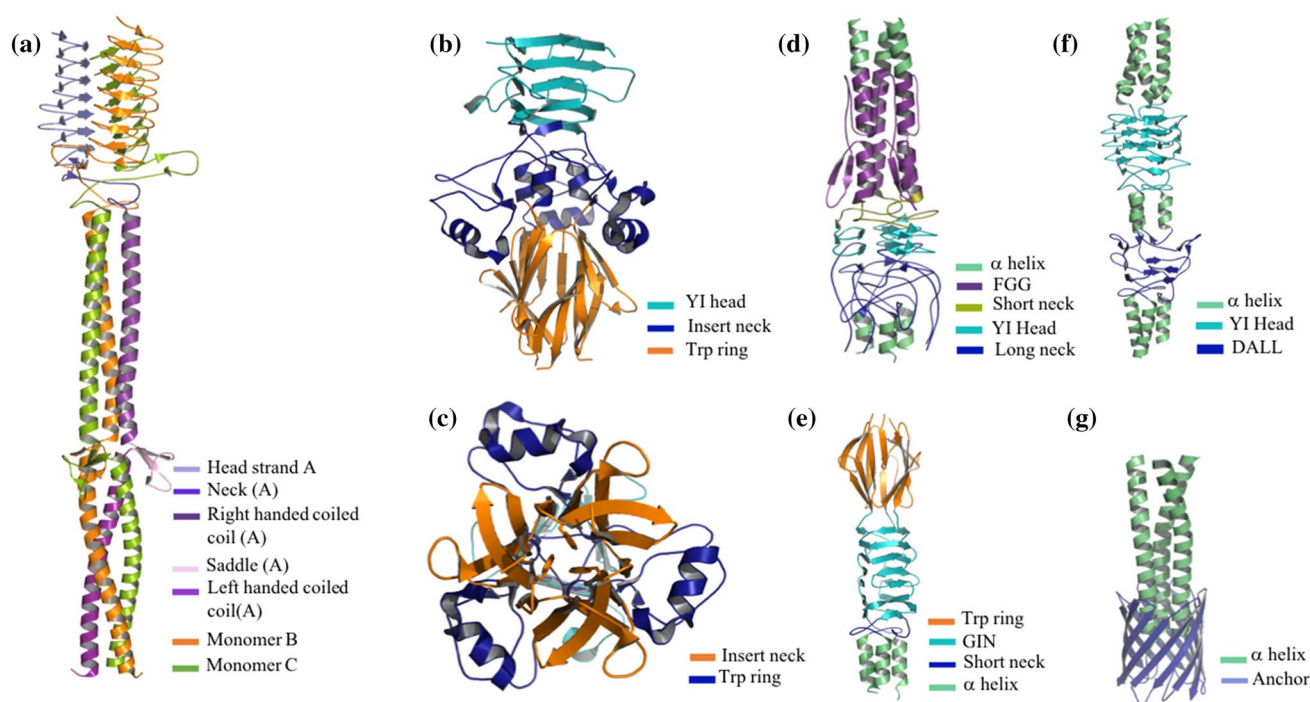 (a)
Head strand A
Neck (A)
Right handed coiled
coil (A)
Saddle (A)
Left handed coiled
coil(A)
Monomer B
Monomer C
(b)
YI head
Insert neck
Trp ring
(c)
Insert neck
Trp ring
(d)
α helix
FGG
Short neck
YI Head
Long neck
(e)
Trp ring
GIN
Short neck
α helix
(f)
α helix
YI Head
DALL
(g)
α helix
Anchor